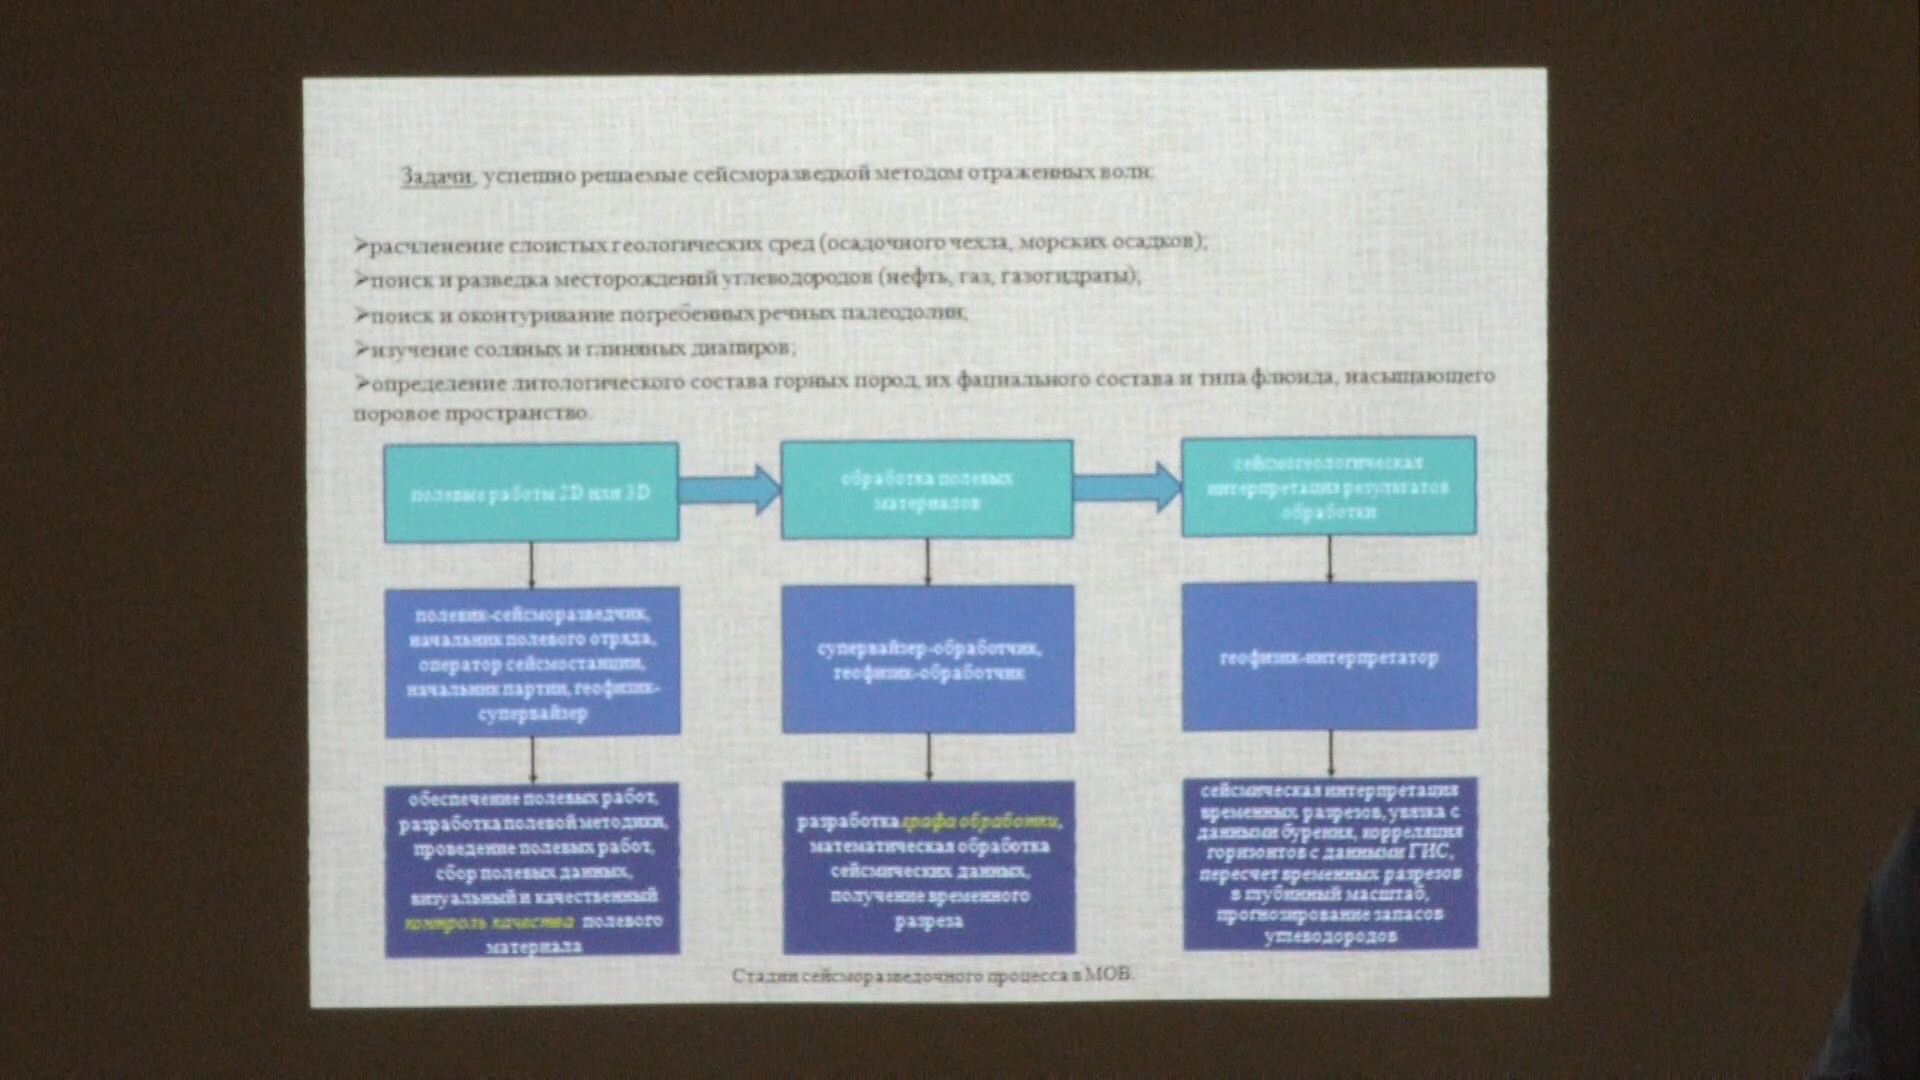 Задачи, успешно решаемые сейсморазведкой методом отраженных волн:
➢расчленение слоистых геологических сред (осадочного чехла, морских осадков);
➢поиск и разведка месторождений углеводородов (нефть, газ, газогидраты);
➢поиск и оконтуривание погребенных речных палеодолин;
➢изучение соляных и глиняных диапиров;
➢определение литологического состава горных пород, их фациального состава и типа флюида, насыщающего
поровое пространство.
полевые работы 2D или 3D
обработка полевых
материалов
сейсмогеологическая
интерпретация результатов
обработки
полевик-сейсморазведчик,
начальник полевого отряда,
оператор сейсмостанции,
начальник партии, геофизик-
супервайзер
супервайзер-обработчик,
геофизик-обработчик
геофизик-интерпретатор
обеспечение полевых работ,
разработка полевой методики,
проведение полевых работ,
сбор полевых данных,
визуальный и качественный
контроль качества полевого
материала
разработка графа обработки,
математическая обработка
сейсмических данных,
получение временного
разреза
сейсмическая интерпретация
временных разрезов, увязка с
данными бурения, корреляция
горизонтов с данными ГИС,
пересчет временных разрезов
в глубинный масштаб,
прогнозирование запасов
углеводородов
Стадии сейсморазведочного процесса в МОВ.